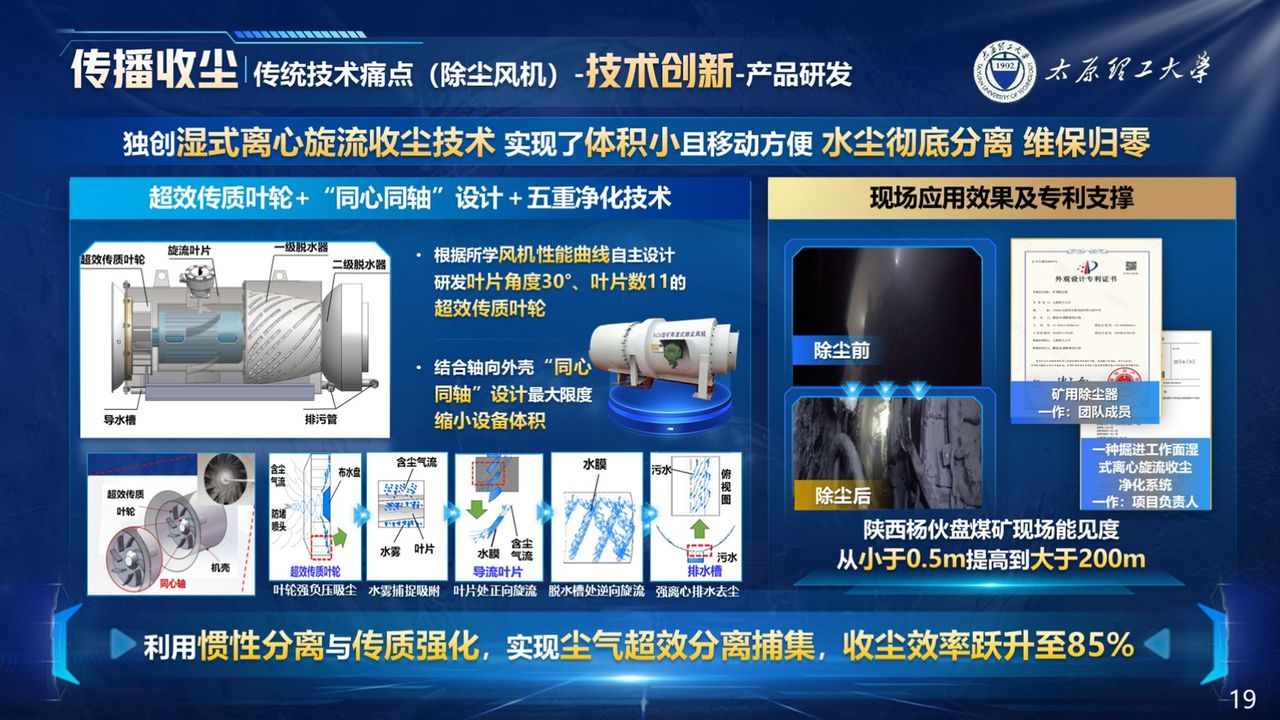 传播收尘 传统技术痛点（除尘风机）-技术创新-产品研发
1902
太原理工大学
独创湿式离心旋流收尘技术 实现了体积小且移动方便 水尘彻底分离 维保归零
超效传质叶轮+“同心同轴”设计+五重净化技术
超效传质叶轮
旋流叶片
一级脱水器
二级脱水器
导水槽
排污管
• 根据所学风机性能曲线自主设计
研发叶片角度30°、叶片数11的
超效传质叶轮
• 结合轴向外壳“同心
同轴”设计最大限度
缩小设备体积
超效传质
叶轮
同心轴
机壳
含尘
气流
布水盘
防堵
喷头
超效传质叶轮
叶轮强负压吸尘
含尘气流
水雾
叶片
水雾捕捉吸附
水膜
含尘
气流
导流叶片
叶片处正向旋流
水膜
脱水槽处逆向旋流
污水
俯视图
污水
排水槽
强离心排水去尘
现场应用效果及专利支撑
除尘前
除尘后
外观设计专利证书
矿用除尘器
一作：团队成员
一种掘进工作面湿
式离心旋流收尘
净化系统
一作：项目负责人
陕西杨伙盘煤矿现场能见度
从小于0.5m提高到大于200m
利用惯性分离与传质强化，实现尘气超效分离捕集，收尘效率跃升至85%
19